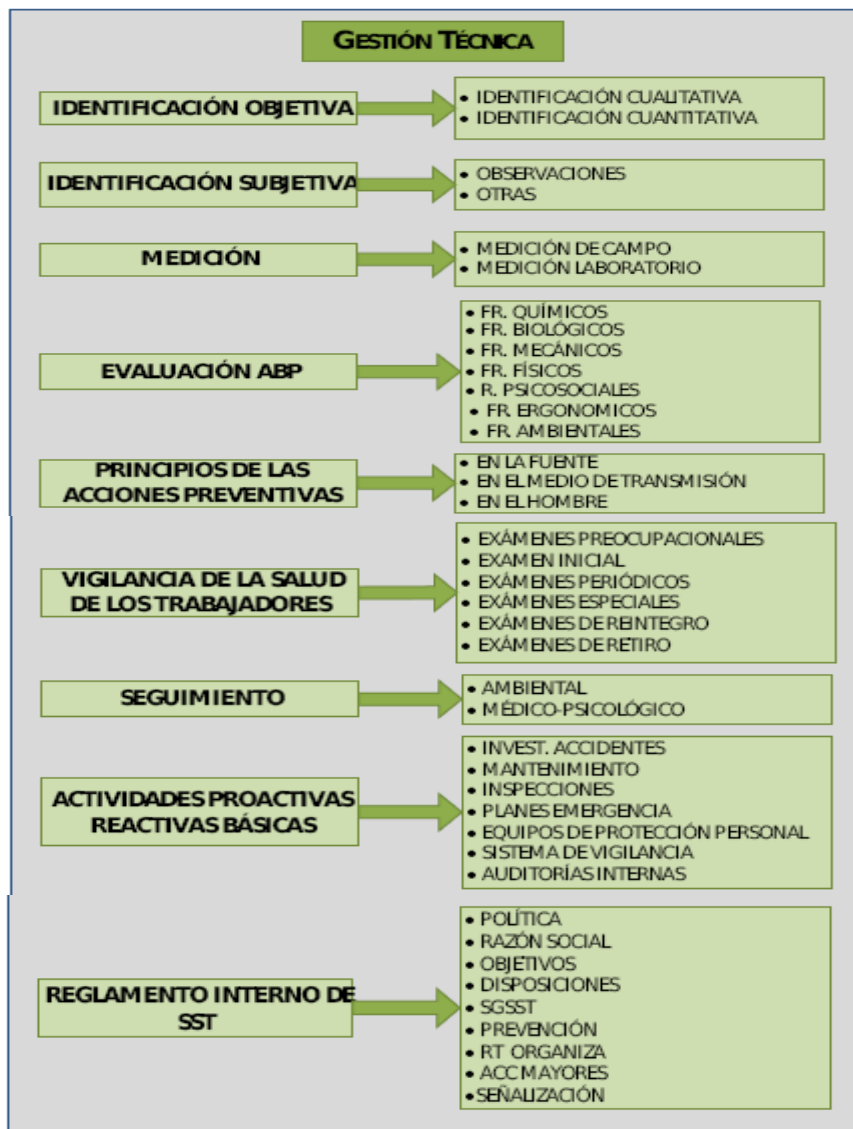 GESTIÓN TÉCNICA
IDENTIFICACIÓN OBJETIVA
• IDENTIFICACIÓN CUALITATIVA
• IDENTIFICACIÓN CUANTITATIVA
IDENTIFICACIÓN SUBJETIVA
• OBSERVACIONES
• OTRAS
MEDICIÓN
• MEDICIÓN DE CAMPO
• MEDICIÓN LABORATORIO
EVALUACIÓN ABP
• FR. QUÍMICOS
• FR. BIOLÓGICOS
• FR. MECÁNICOS
• FR. FÍSICOS
• R. PSICOSOCIALES
• FR. ERGONOMICOS
• FR. AMBIENTALES
PRINCIPIOS DE LAS
ACCIONES PREVENTIVAS
• EN LA FUENTE
• EN EL MEDIO DE TRANSMISIÓN
• EN EL HOMBRE
VIGILANCIA DE LA SALUD
DE LOS TRABAJADORES
• EXÁMENES PREOCUPACIONALES
• EXAMEN INICIAL
• EXÁMENES PERIÓDICOS
• EXÁMENES ESPECIALES
• EXÁMENES DE REINTEGRO
• EXÁMENES DE RETIRO
SEGUIMIENTO
• AMBIENTAL
• MÉDICO-PSICOLÓGICO
ACTIVIDADES PROACTIVAS
REACTIVAS BÁSICAS
• INVEST. ACCIDENTES
• MANTENIMIENTO
• INSPECCIONES
• PLANES EMERGENCIA
• EQUIPOS DE PROTECCIÓN PERSONAL
• SISTEMA DE VIGILANCIA
• AUDITORÍAS INTERNAS
REGLAMENTO INTERNO DE
SST
• POLÍTICA
• RAZÓN SOCIAL
• OBJETIVOS
• DISPOSICIONES
• SGSST
• PREVENCIÓN
• RT ORGANIZA
• ACC MAYORES
•SEÑALIZACIÓN